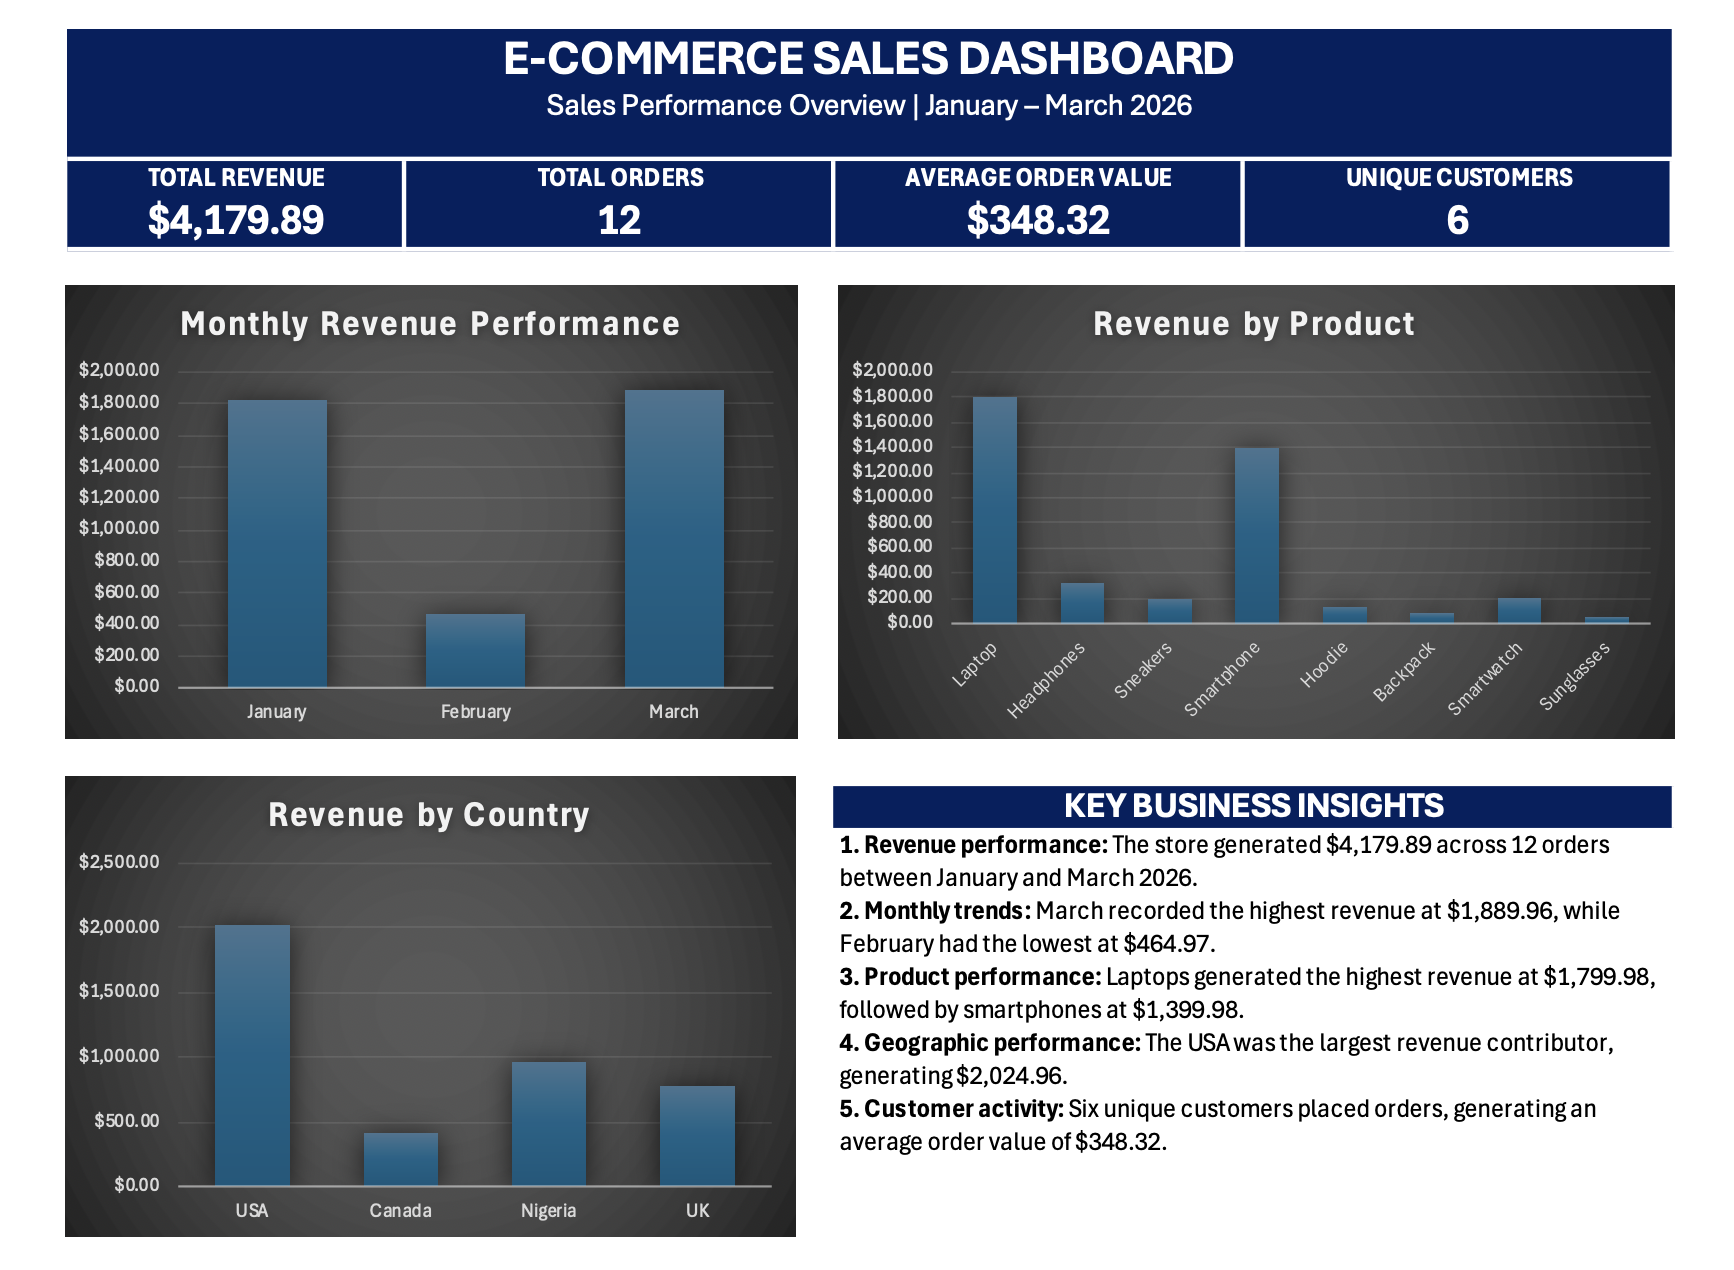 E-COMMERCE SALES DASHBOARD
Sales Performance Overview | January – March 2026
TOTAL REVENUE
$4,179.89
TOTAL ORDERS
12
AVERAGE ORDER VALUE
$348.32
UNIQUE CUSTOMERS
6
Monthly Revenue Performance
$2,000.00
$1,800.00
$1,600.00
$1,400.00
$1,200.00
$1,000.00
$800.00
$600.00
$400.00
$200.00
$0.00
January
February
March
Revenue by Product
$2,000.00
$1,800.00
$1,600.00
$1,400.00
$1,200.00
$1,000.00
$800.00
$600.00
$400.00
$200.00
$0.00
Laptop
Headphones
Sneakers
Smartphone
Hoodie
Backpack
Smartwatch
Sunglasses
Revenue by Country
$2,500.00
$2,000.00
$1,500.00
$1,000.00
$500.00
$0.00
USA
Canada
Nigeria
UK
KEY BUSINESS INSIGHTS
1. Revenue performance: The store generated $4,179.89 across 12 orders
between January and March 2026.
2. Monthly trends: March recorded the highest revenue at $1,889.96, while
February had the lowest at $464.97.
3. Product performance: Laptops generated the highest revenue at $1,799.98,
followed by smartphones at $1,399.98.
4. Geographic performance: The USA was the largest revenue contributor,
generating $2,024.96.
5. Customer activity: Six unique customers placed orders, generating an
average order value of $348.32.